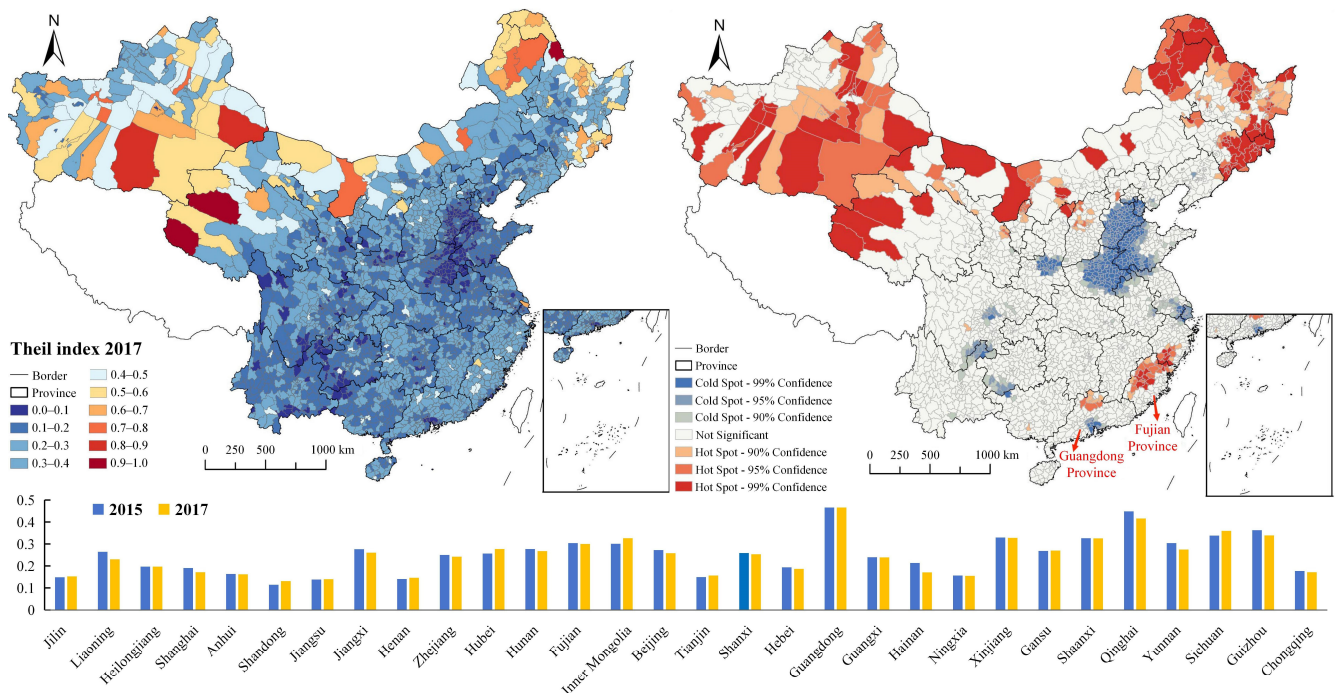 N
Theil index 2017
Border
Province
0.0–0.1
0.1–0.2
0.2–0.3
0.3–0.4
0.4–0.5
0.5–0.6
0.6–0.7
0.7–0.8
0.8–0.9
0.9–1.0
0 250 500 1000 km
N
Border
Province
Cold Spot - 99% Confidence
Cold Spot - 95% Confidence
Cold Spot - 90% Confidence
Not Significant
Hot Spot - 90% Confidence
Hot Spot - 95% Confidence
Hot Spot - 99% Confidence
Guangdong
Province
Fujian
Province
0 250 500 1000 km
2015 2017
0.5
0.4
0.3
0.2
0.1
0
Jilin
Liaoning
Heilongjiang
Shanghai
Anhui
Shandong
Jiangsu
Jiangxi
Henan
Zhejiang
Hubei
Hunan
Fujian
Inner Mongolia
Beijing
Tianjin
Shanxi
Hebei
Guangdong
Guangxi
Hainan
Ningxia
Xinjiang
Gansu
Shaanxi
Qinghai
Yunnan
Sichuan
Guizhou
Chongqing